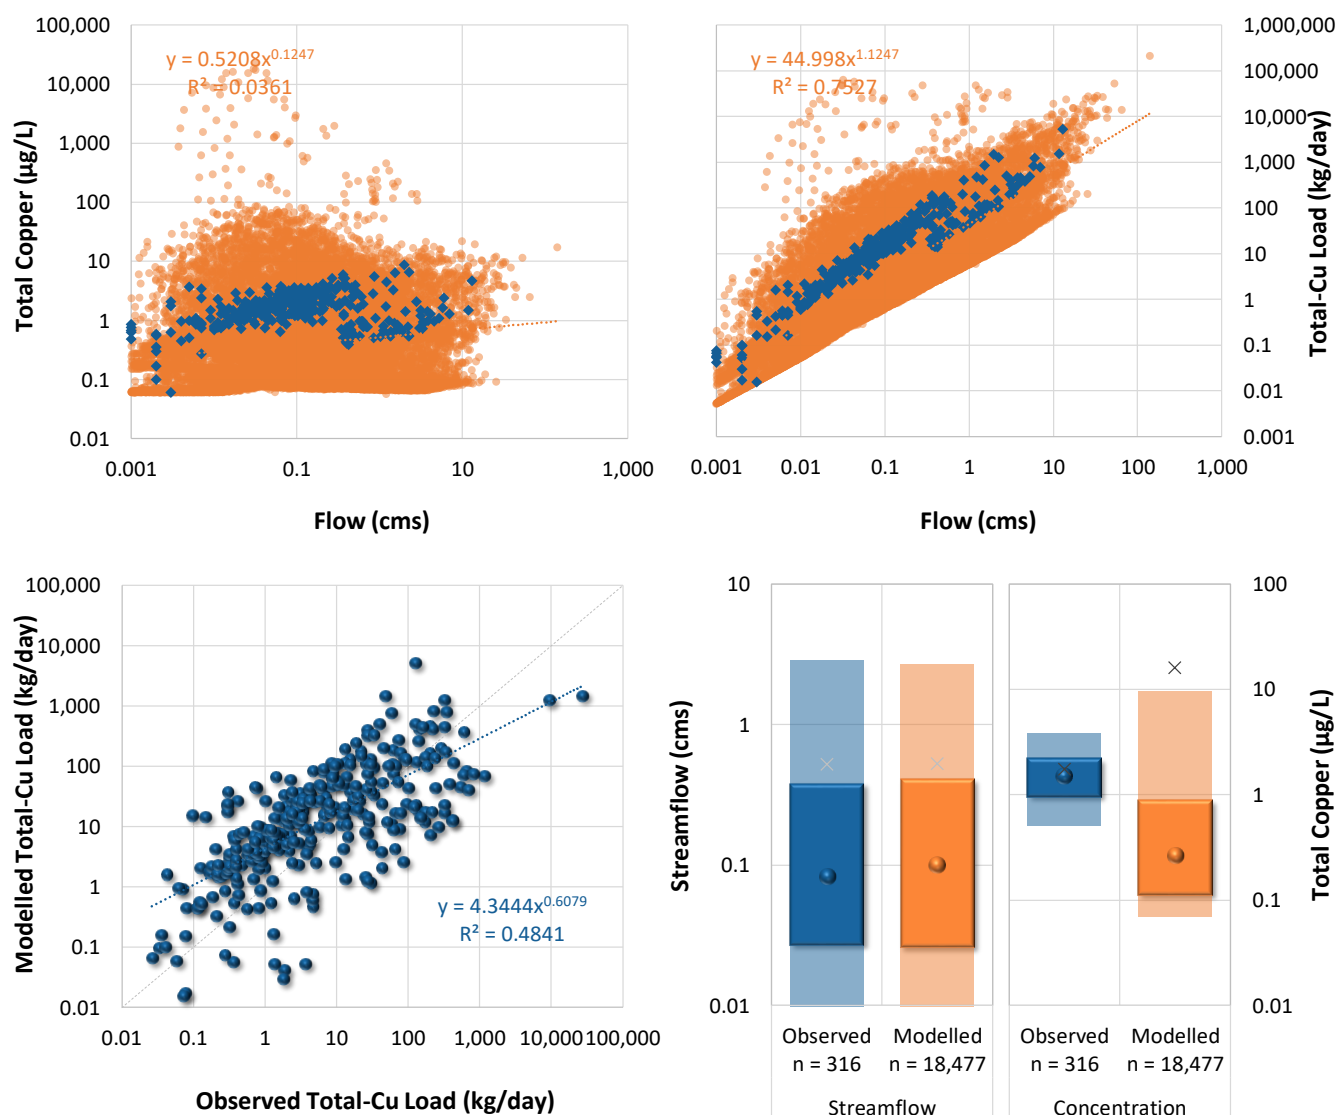 100,000
10,000
1,000
100
10
1
0.1
0.01
Total Copper (µg/L)
y = 0.5208x^0.1247
R² = 0.0361
0.001
0.1
10
1,000
Flow (cms)
y = 44.998x^1.1247
R² = 0.7527
1,000,000
100,000
10,000
1,000
100
10
1
0.1
0.01
0.001
Total-Cu Load (kg/day)
0.001
0.01
0.1
1
10
100
1,000
Flow (cms)
100,000
10,000
1,000
100
10
1
0.1
0.01
Modelled Total-Cu Load (kg/day)
y = 4.3444x^0.6079
R² = 0.4841
0.01
0.1
1
10
100
1,000
10,000
100,000
Observed Total-Cu Load (kg/day)
10
1
0.1
0.01
Streamflow (cms)
100
10
1
0.1
0.01
Total Copper (µg/L)
Observed
n = 316
Modelled
n = 18,477
Observed
n = 316
Modelled
n = 18,477
Streamflow
Concentration